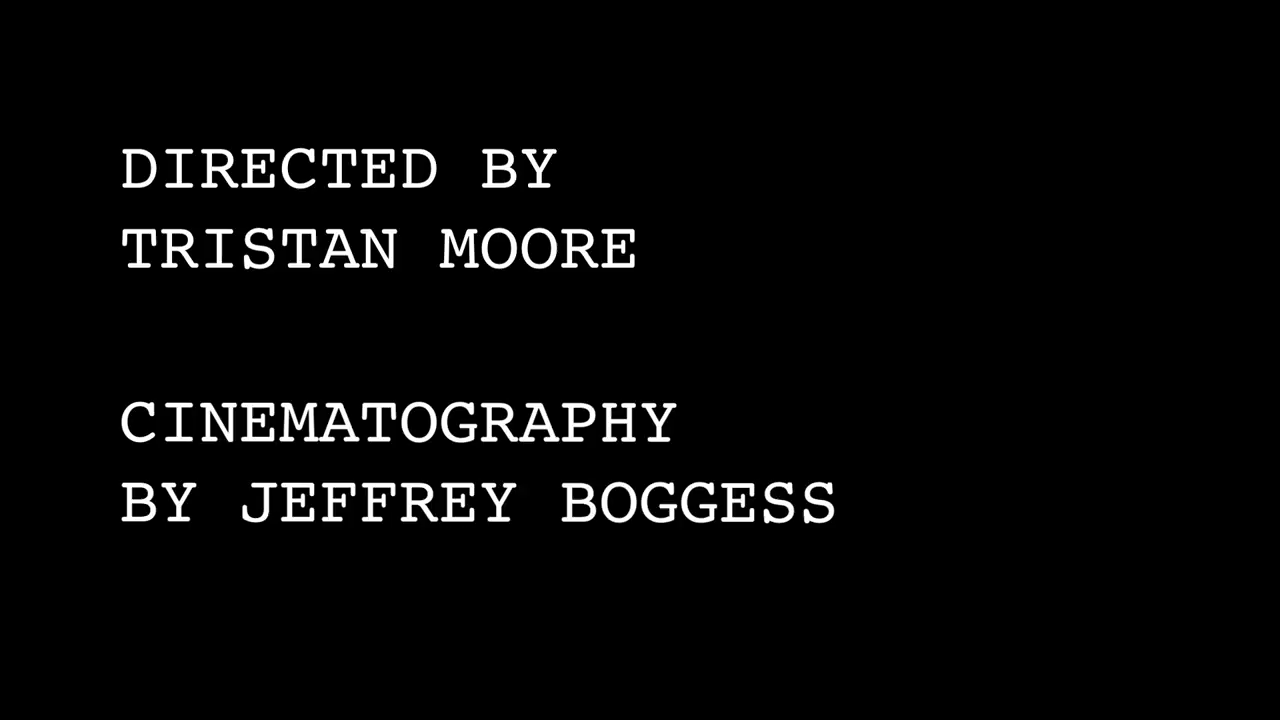 DIRECTED BY
TRISTAN MOORE
CINEMATOGRAPHY
BY JEFFREY BOGGESS